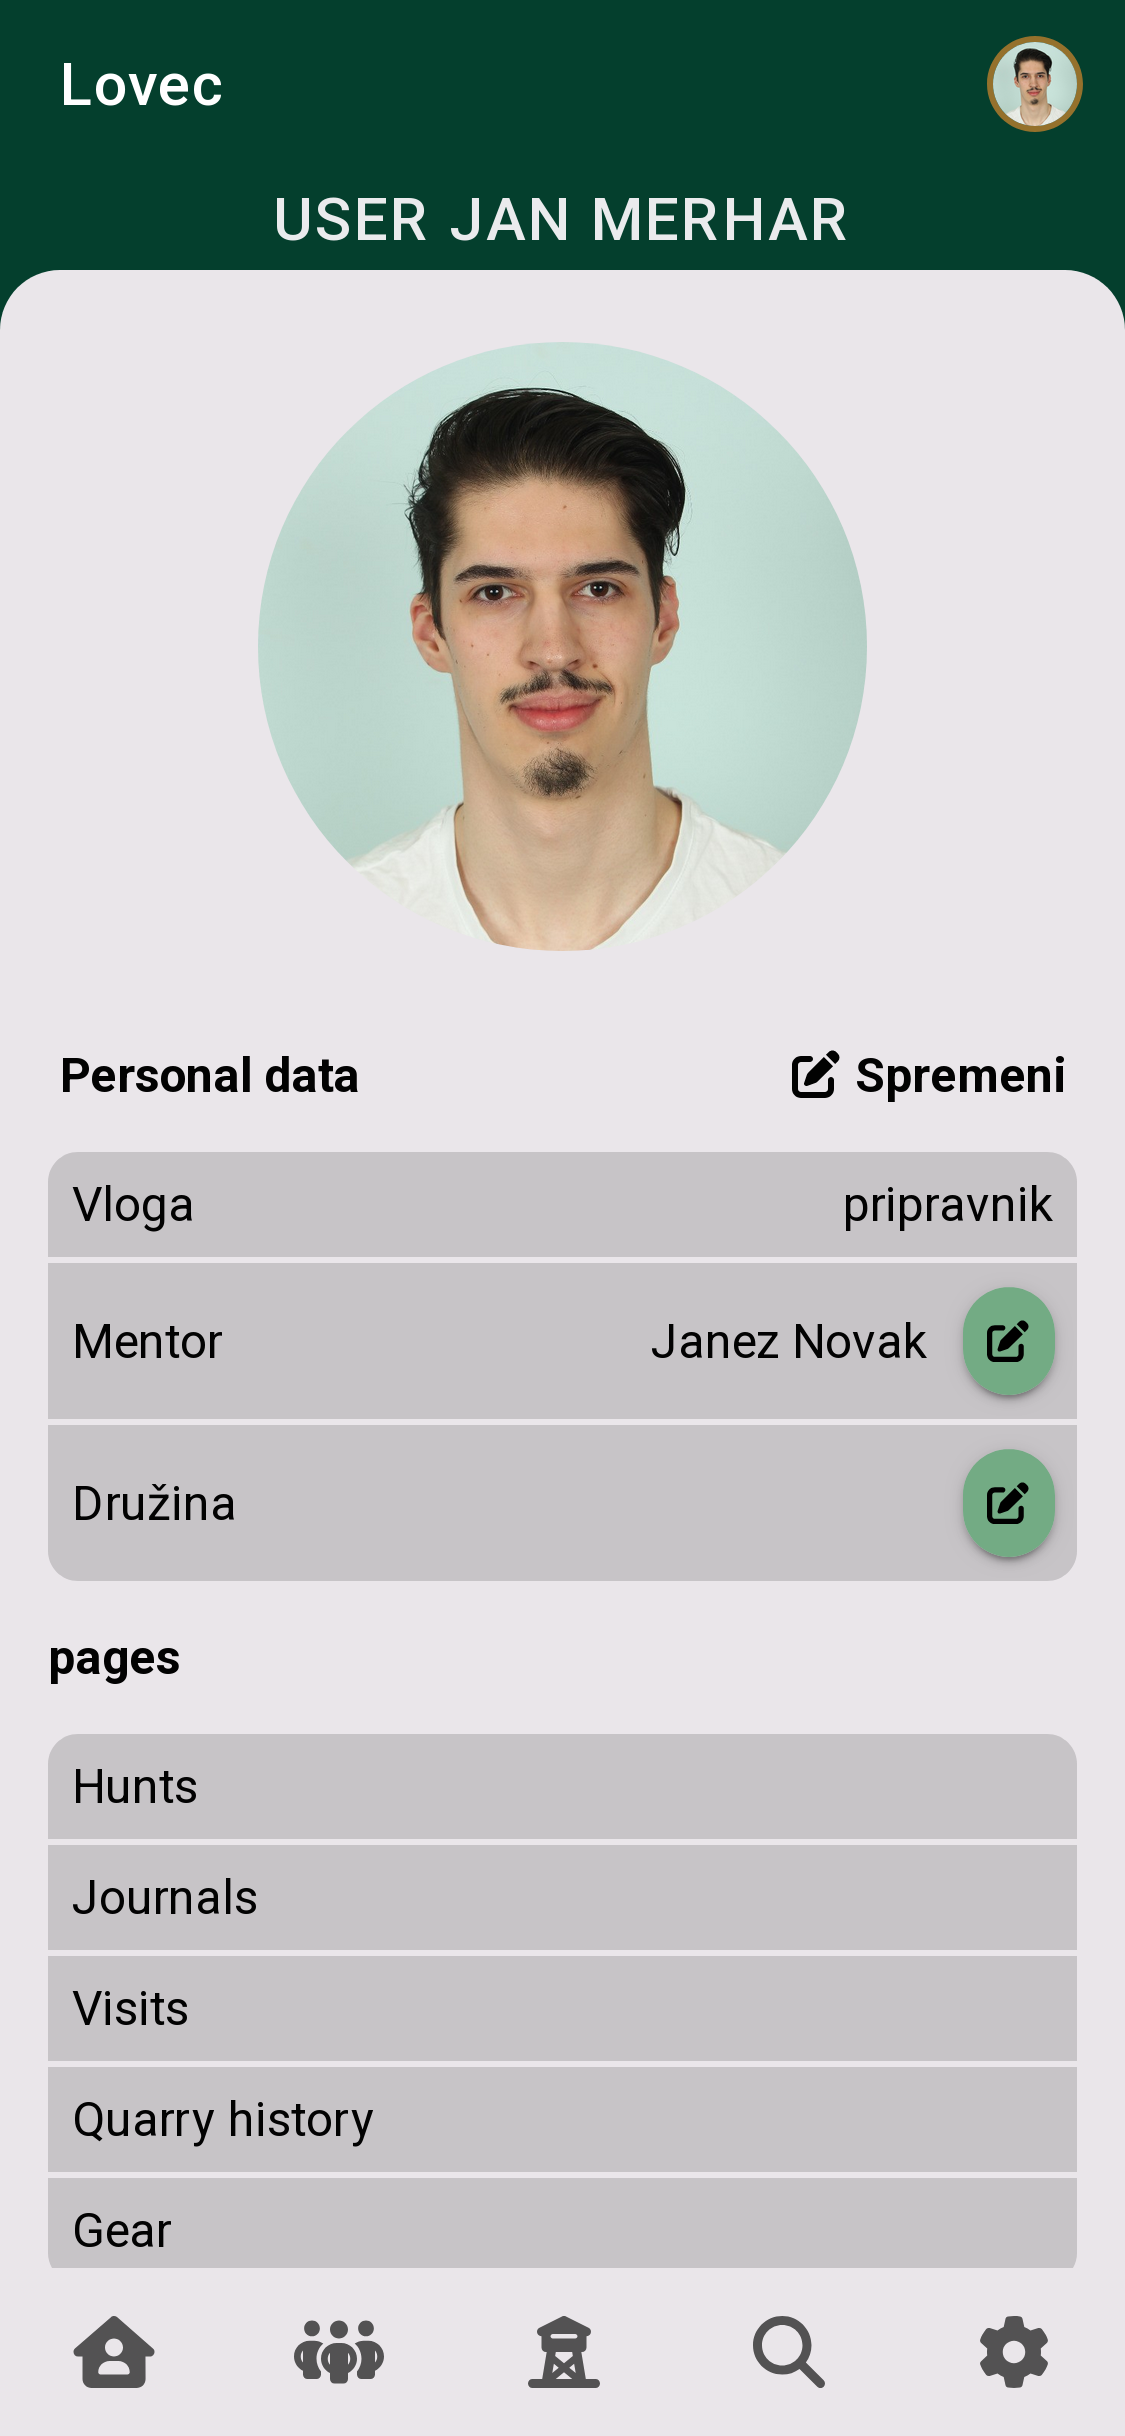 Lovec
USER JAN MERHAR
Personal data
Spremeni
Vloga pripravnik
Mentor Janez Novak
Družina
pages
Hunts
Journals
Visits
Quarry history
Gear